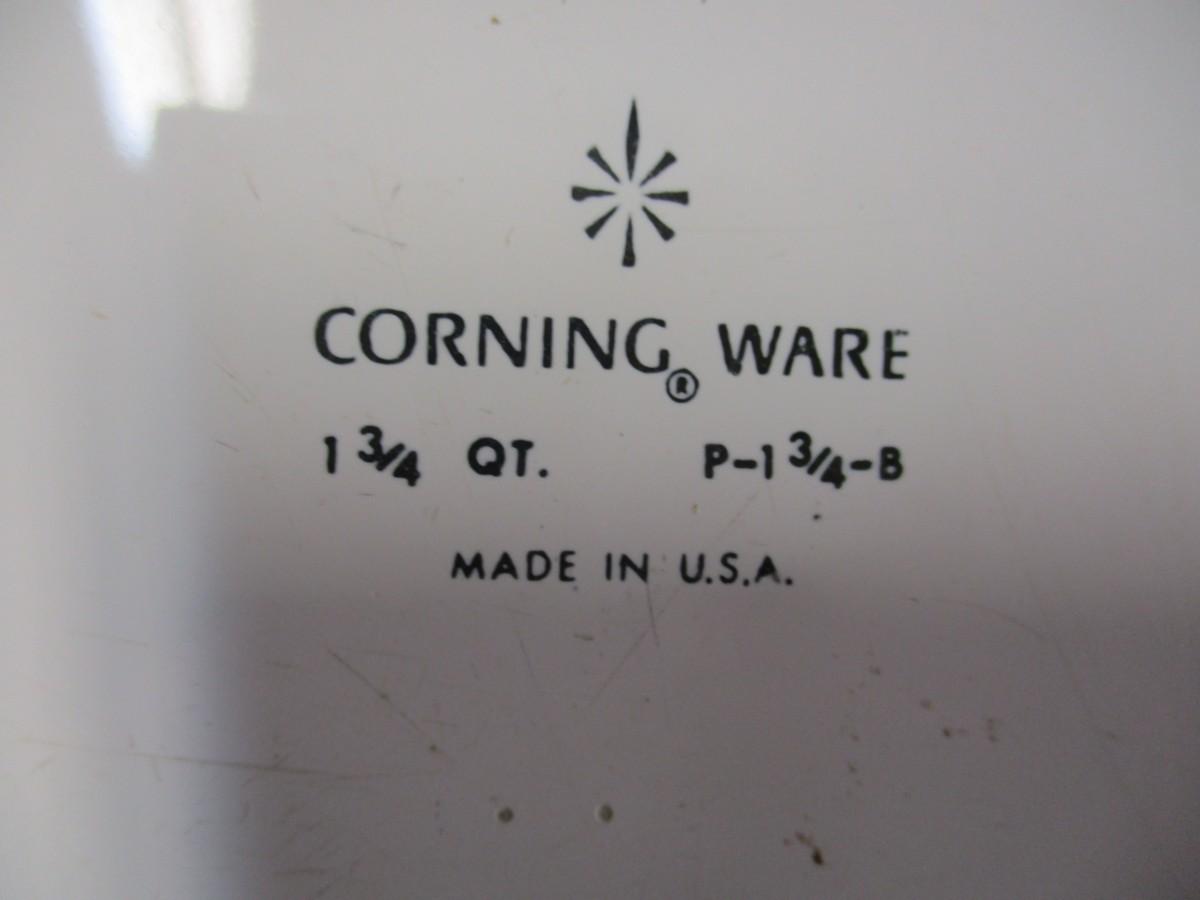 CORNING® WARE
1 3/4 QT. P-1 3/4-B
MADE IN U.S.A.